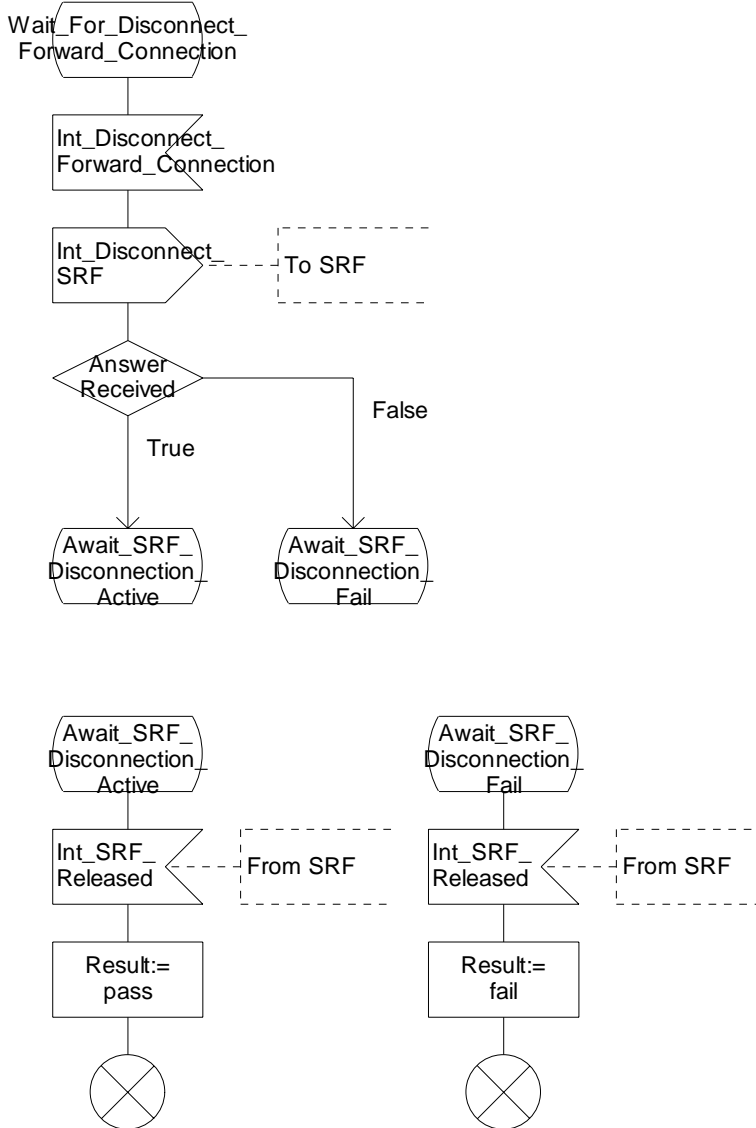 Wait_For_Disconnect_
Forward_Connection
Int_Disconnect_
Forward_Connection
Int_Disconnect_
SRF
To SRF
Answer
Received
False
True
Await_SRF_
Disconnection_
Active
Await_SRF_
Disconnection_
Fail
Await_SRF_
Disconnection_
Active
Await_SRF_
Disconnection_
Fail
Int_SRF_
Released
From SRF
Int_SRF_
Released
From SRF
Result:=
pass
Result:=
fail